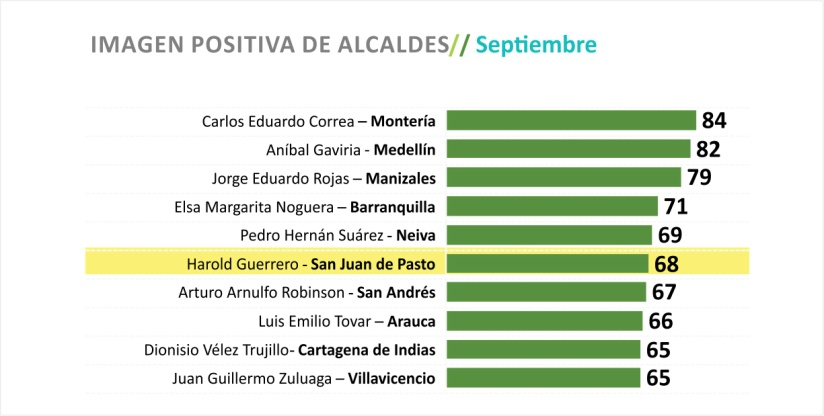 IMAGEN POSITIVA DE ALCALDES// Septiembre
Carlos Eduardo Correa – Montería 84
Aníbal Gaviria - Medellín 82
Jorge Eduardo Rojas – Manizales 79
Elsa Margarita Noguera – Barranquilla 71
Pedro Hernán Suárez - Neiva 69
Harold Guerrero - San Juan de Pasto 68
Arturo Arnulfo Robinson - San Andrés 67
Luis Emilio Tovar – Arauca 66
Dionisio Vélez Trujillo- Cartagena de Indias 65
Juan Guillermo Zuluaga – Villavicencio 65